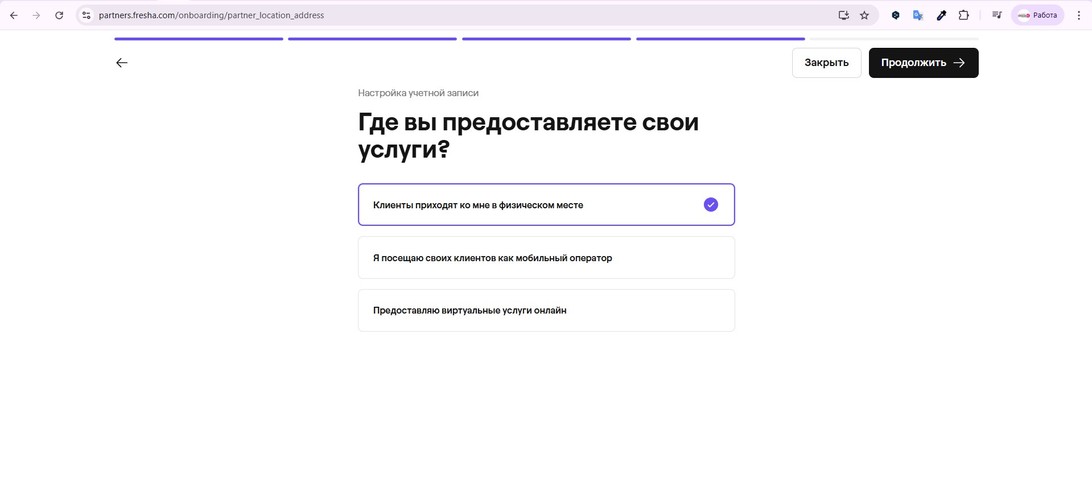 partners.fresha.com/onboarding/partner_location_address
Работа
Закрыть
Продолжить
Настройка учетной записи
Где вы предоставляете свои
услуги?
Клиенты приходят ко мне в физическом месте
Я посещаю своих клиентов как мобильный оператор
Предоставляю виртуальные услуги онлайн